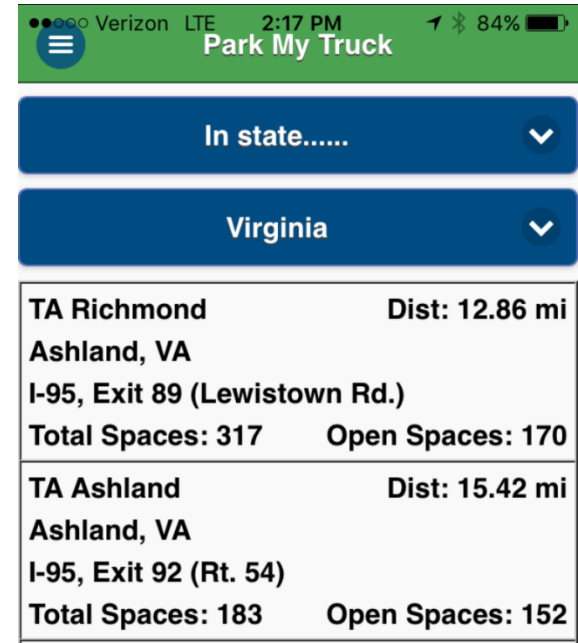 Verizon LTE 2:17 PM 84%
Park My Truck
In state......
Virginia
TA Richmond Dist: 12.86 mi
Ashland, VA
I-95, Exit 89 (Lewistown Rd.)
Total Spaces: 317 Open Spaces: 170
TA Ashland Dist: 15.42 mi
Ashland, VA
I-95, Exit 92 (Rt. 54)
Total Spaces: 183 Open Spaces: 152